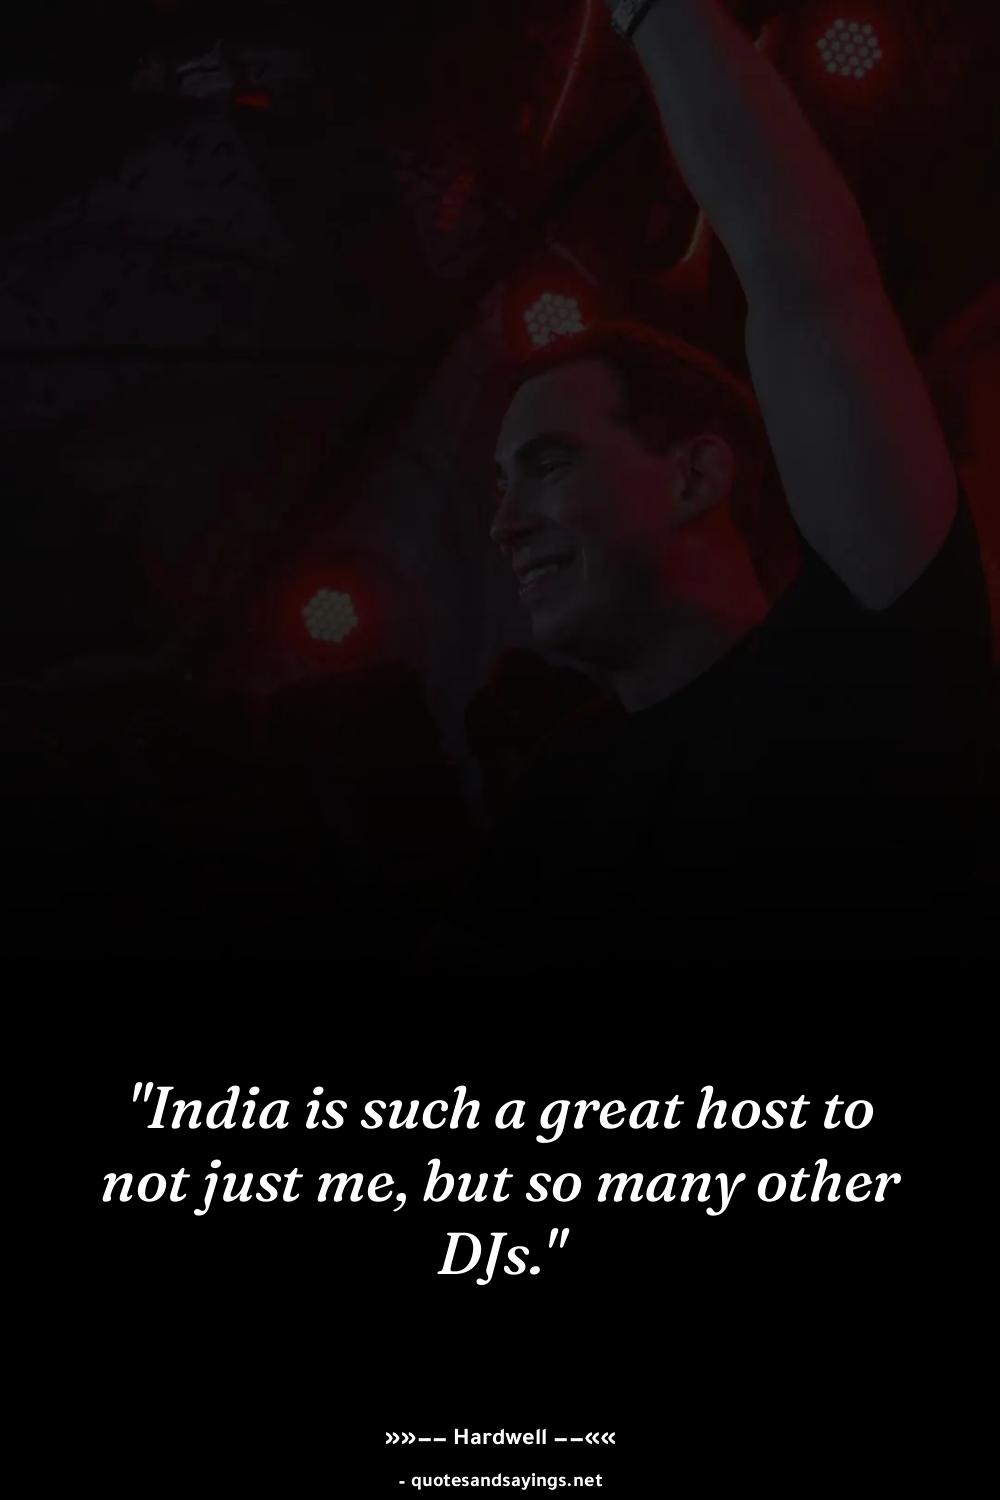 "India is such a great host to
not just me, but so many other
DJs."
»»−− Hardwell −−««
- quotesandsayings.net